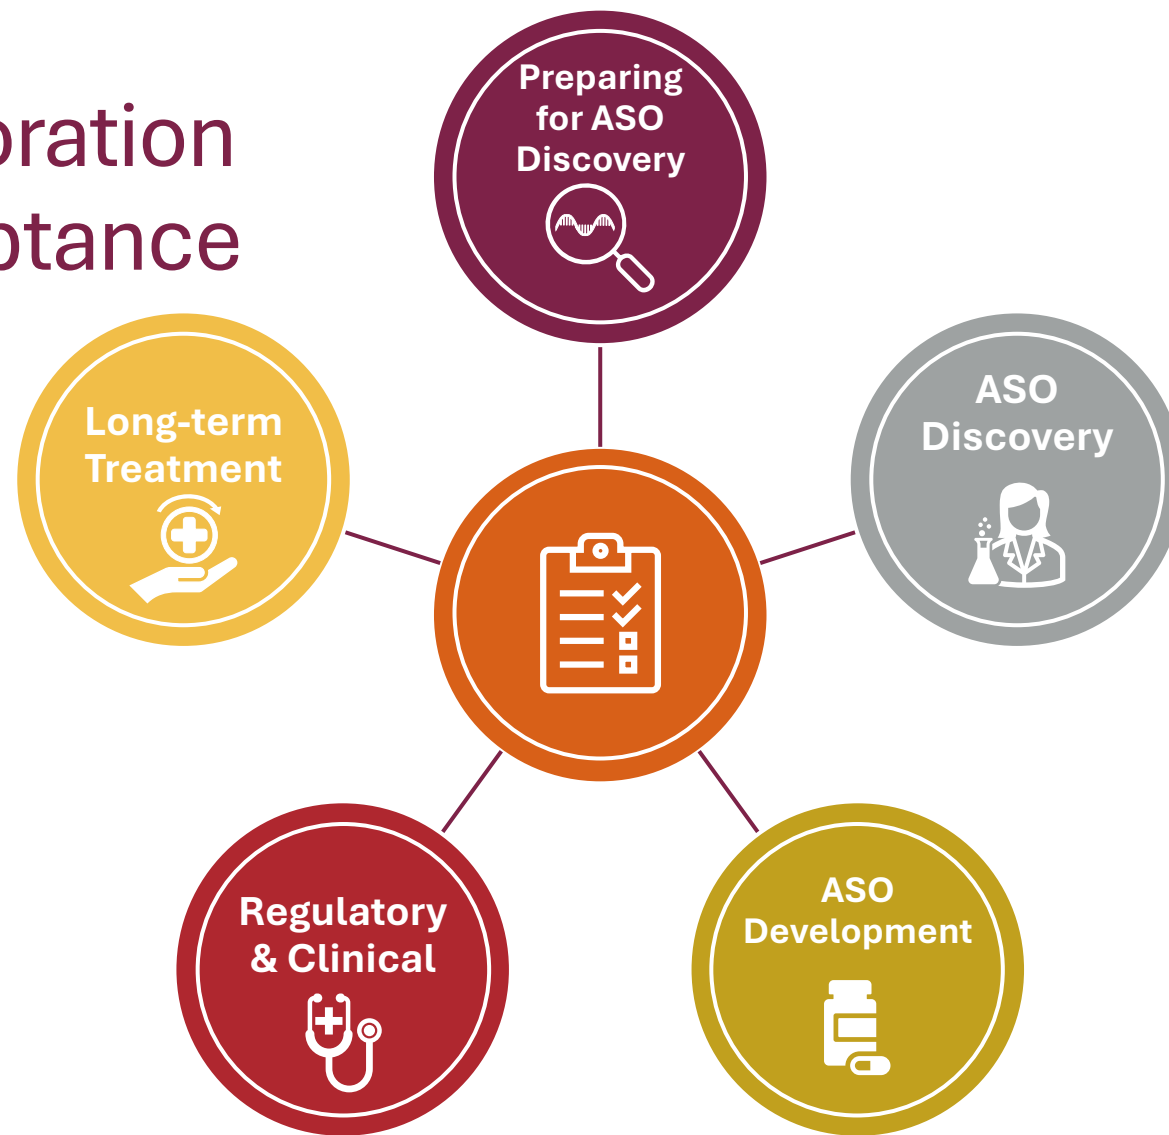 oration
ptance
Preparing
for ASO
Discovery
ASO
Discovery
Long-term
Treatment
ASO
Development
Regulatory
& Clinical